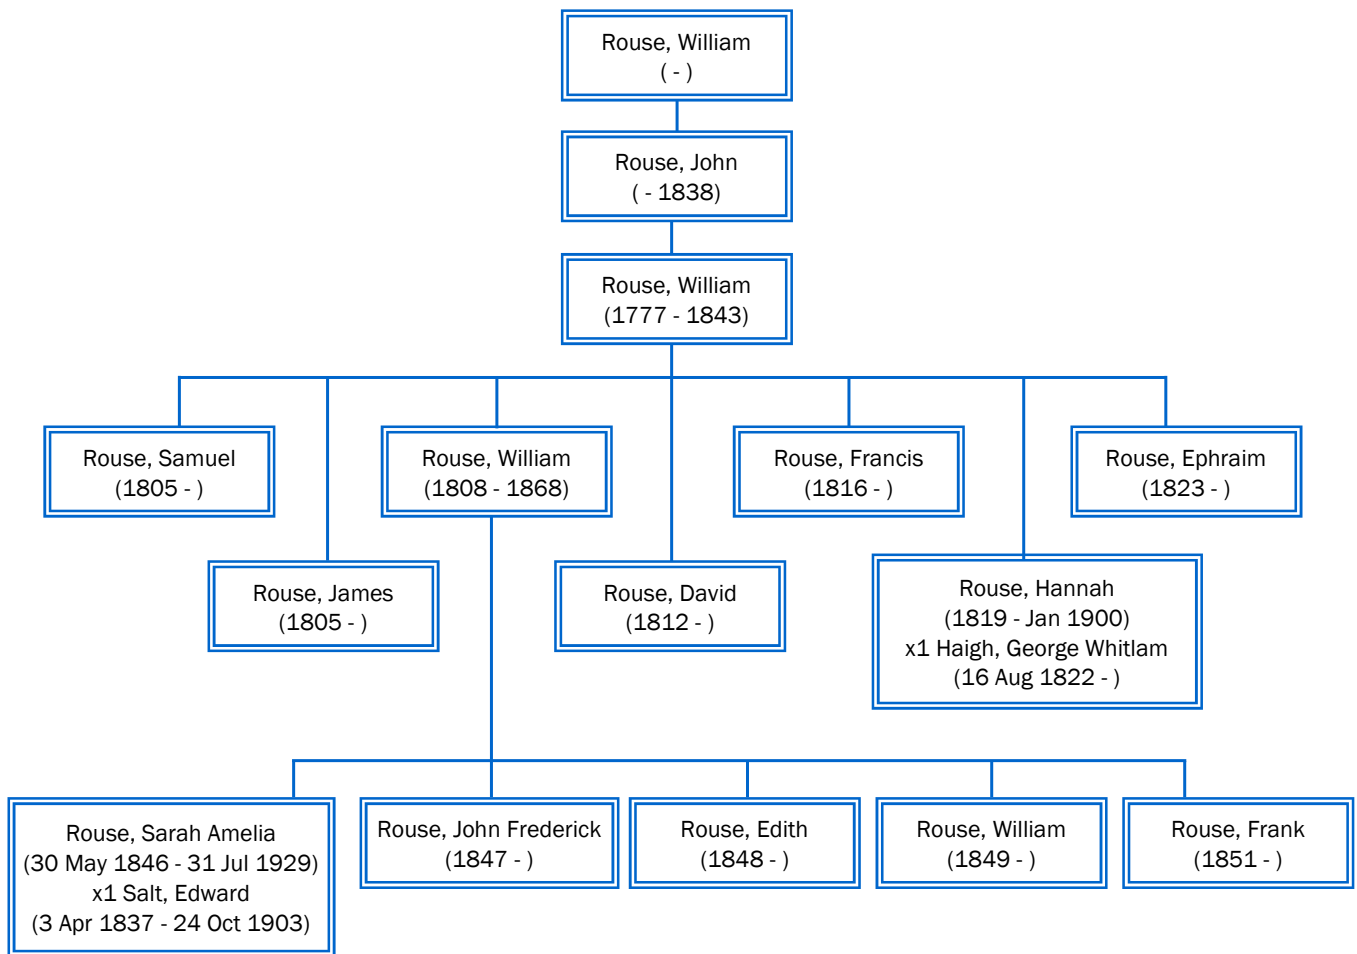 Rouse, William
( - )
Rouse, John
( - 1838)
Rouse, William
(1777 - 1843)
Rouse, Samuel
(1805 - )
Rouse, William
(1808 - 1868)
Rouse, Francis
(1816 - )
Rouse, Ephraim
(1823 - )
Rouse, James
(1805 - )
Rouse, David
(1812 - )
Rouse, Hannah
(1819 - Jan 1900)
x1 Haigh, George Whitlam
(16 Aug 1822 - )
Rouse, Sarah Amelia
(30 May 1846 - 31 Jul 1929)
x1 Salt, Edward
(3 Apr 1837 - 24 Oct 1903)
Rouse, John Frederick
(1847 - )
Rouse, Edith
(1848 - )
Rouse, William
(1849 - )
Rouse, Frank
(1851 - )